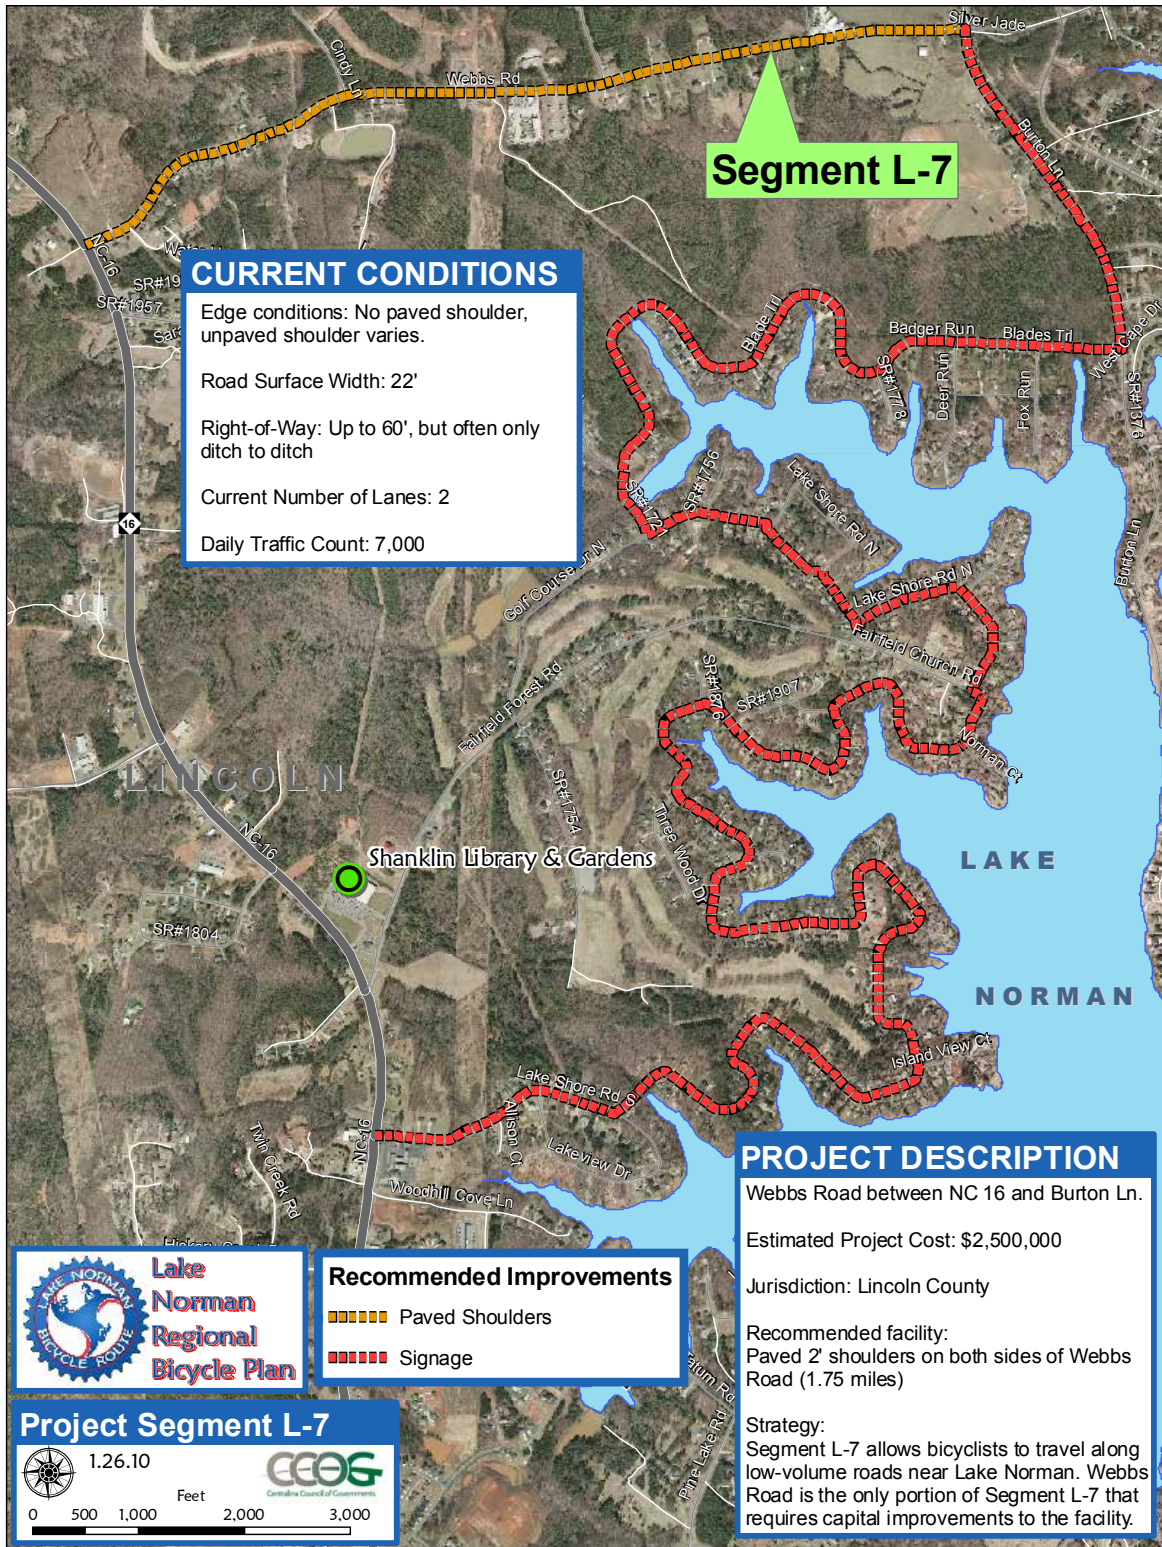 Silver Jade
Cindy Ln
Webbs Rd
Segment L-7
Burton Ln
NC-16
SR#1957
CURRENT CONDITIONS
Edge conditions: No paved shoulder,
unpaved shoulder varies.
Road Surface Width: 22'
Right-of-Way: Up to 60', but often only
ditch to ditch
Current Number of Lanes: 2
Daily Traffic Count: 7,000
Blade Trl
Badger Run
Blades Trl
West Cape Dr
SR#1778
Deer Run
Fox Run
SR#1376
SR#1756
SR#1721
Lake Shore Rd N
16
Golf Course Dr N
Burton Ln
Lake Shore Rd N
Fairfield Church Rd
SR#1876
SR#1907
Fairfield Forest Rd
Norman Ct
LINCOLN
SR#1754
Three Wood Dr
NC-16
Shanklin Library & Gardens
LAKE
SR#1804
NORMAN
Island View Ct
Lake Shore Rd S
Allison Ct
NC-16
Twin Creek Rd
Lakeview Dr
Woodhill Cove Ln
PROJECT DESCRIPTION
Webbs Road between NC 16 and Burton Ln.
Estimated Project Cost: $2,500,000
Jurisdiction: Lincoln County
Recommended facility:
Paved 2' shoulders on both sides of Webbs
Road (1.75 miles)
Strategy:
Segment L-7 allows bicyclists to travel along
low-volume roads near Lake Norman. Webbs
Road is the only portion of Segment L-7 that
requires capital improvements to the facility.
LAKE NORMAN
BICYCLE ROUTE
Lake
Norman
Regional
Bicycle Plan
Recommended Improvements
Paved Shoulders
Signage
Pine Lake Rd
Project Segment L-7
1.26.10
CCOG
Centralina Council of Governments
Feet
0 500 1,000 2,000 3,000